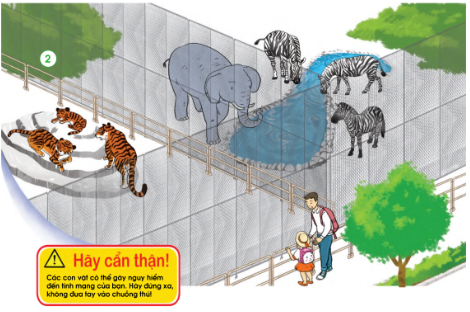 2
Hãy cẩn thận!
Các con vật có thể gây nguy hiểm
đến tính mạng của bạn. Hãy đứng xa,
không đưa tay vào chuồng thú!